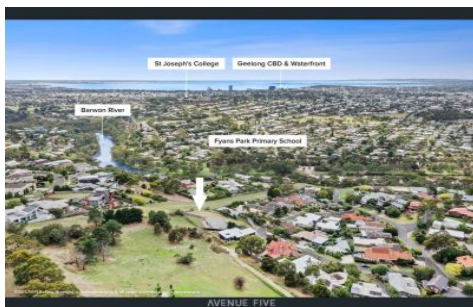 St Joseph's College
Geelong CBD & Waterfront
Barwon River
Fyans Park Primary School
AVENUE FIVE